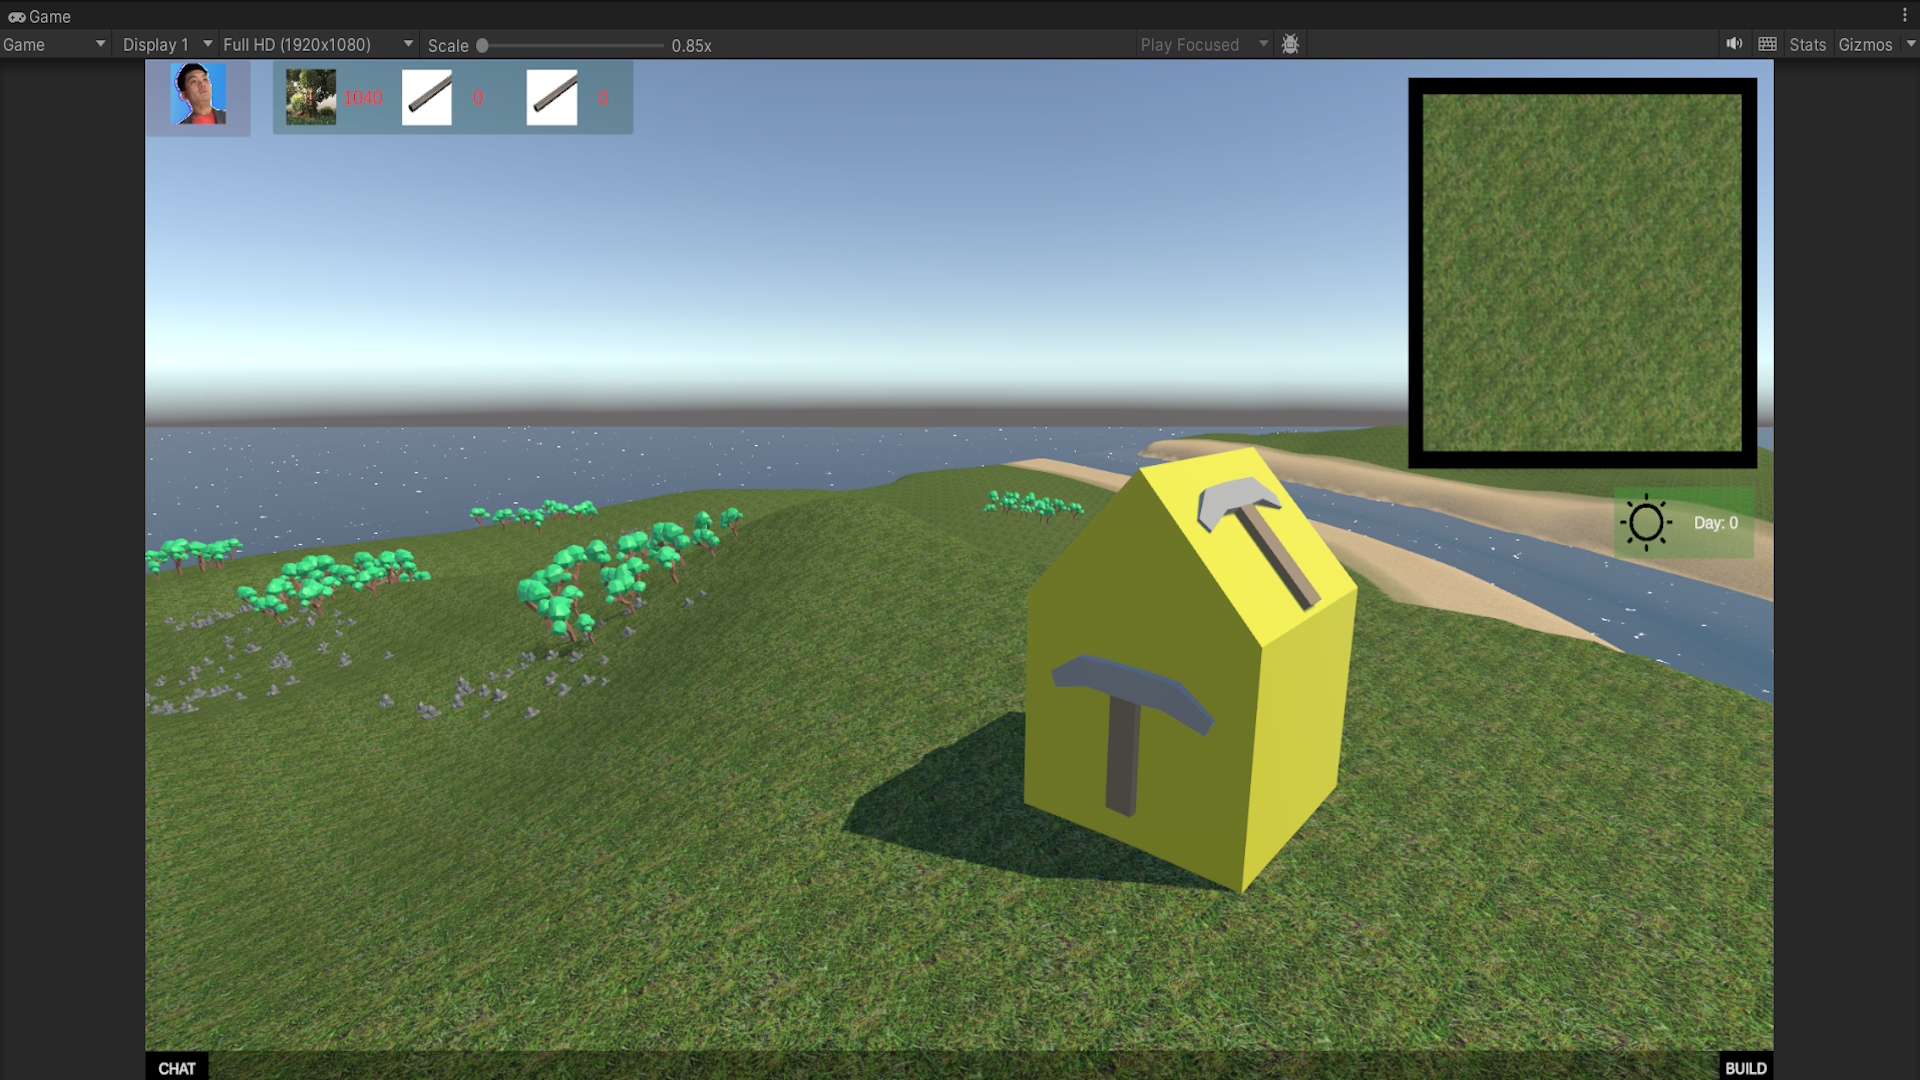 Game
Game Display 1 Full HD (1920x1080) Scale 0.85x Play Focused Stats Gizmos
1040 0 0
Day: 0
CHAT BUILD